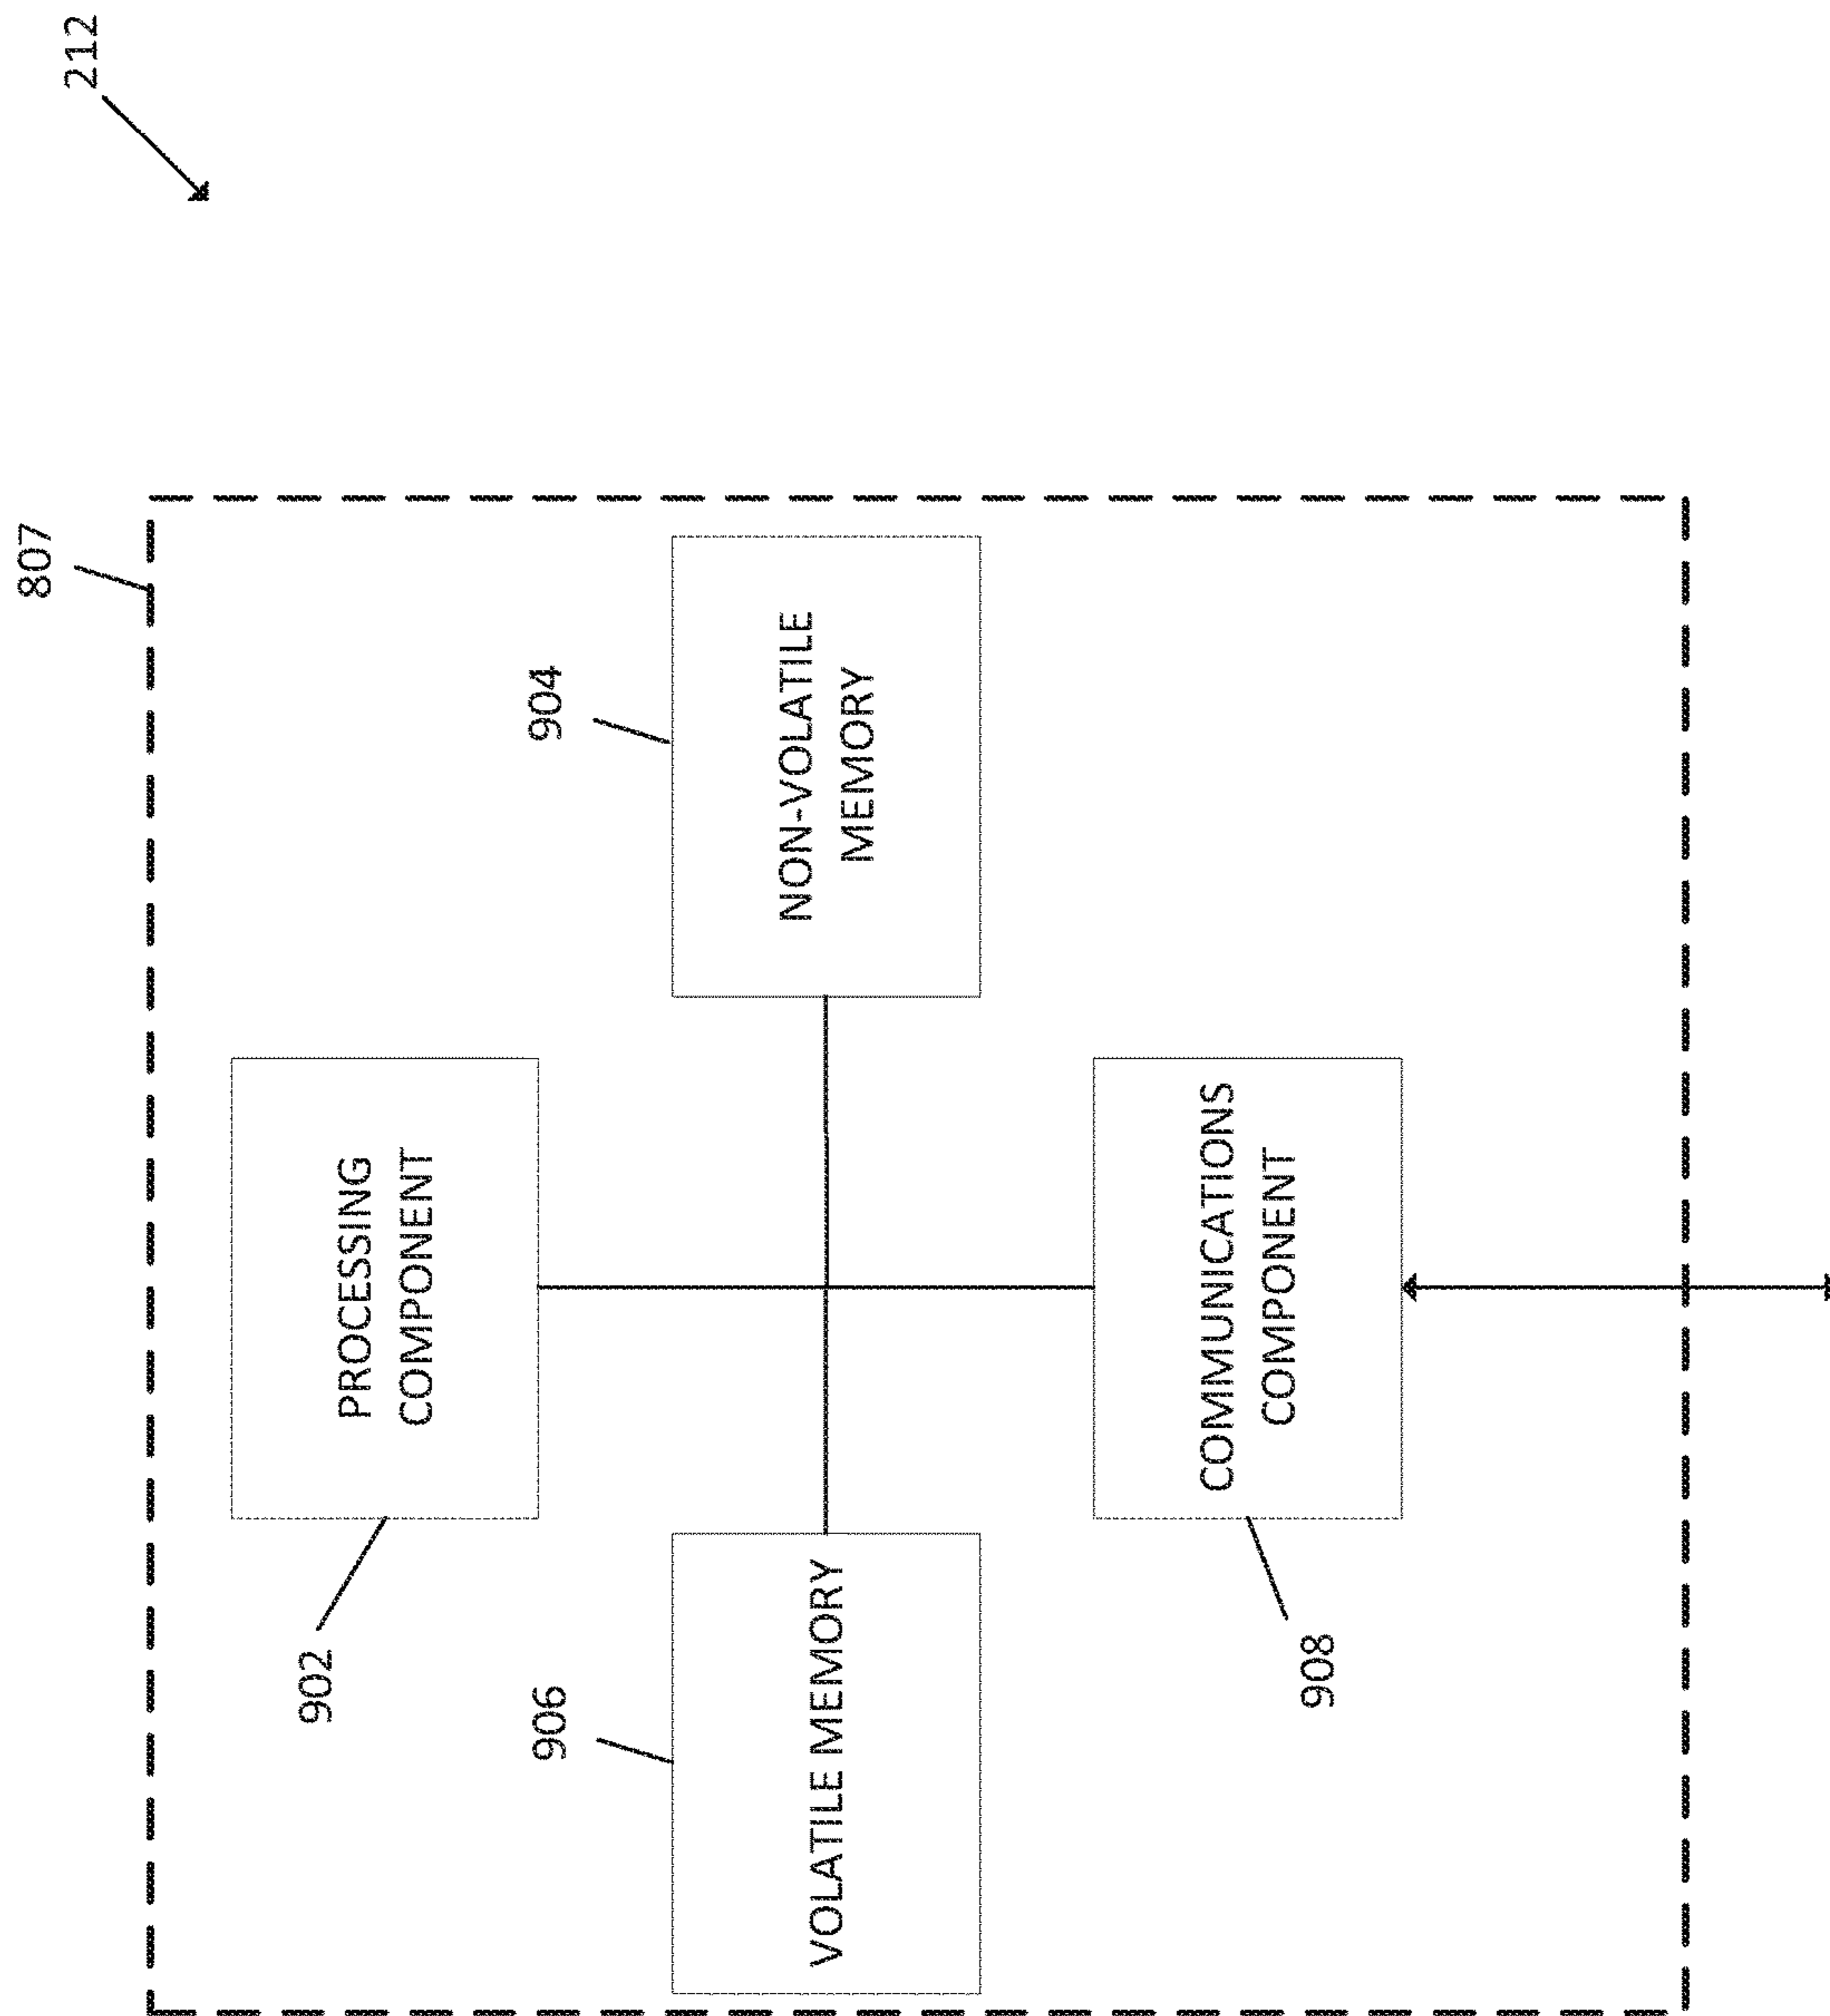 212
807
PROCESSING
COMPONENT
902
906
904
VOLATILE MEMORY
NON-VOLATILE
MEMORY
COMMUNICATIONS
COMPONENT
908